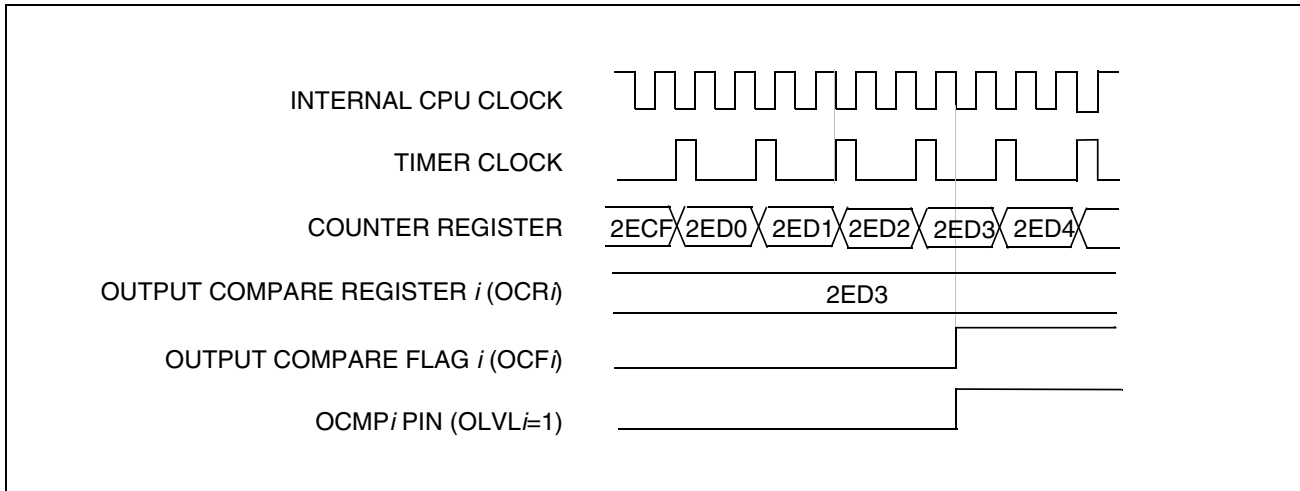 INTERNAL CPU CLOCK
TIMER CLOCK
COUNTER REGISTER 2ECF 2ED0 2ED1 2ED2 2ED3 2ED4
OUTPUT COMPARE REGISTER i (OCRi) 2ED3
OUTPUT COMPARE FLAG i (OCFi)
OCMPi PIN (OLVLi=1)